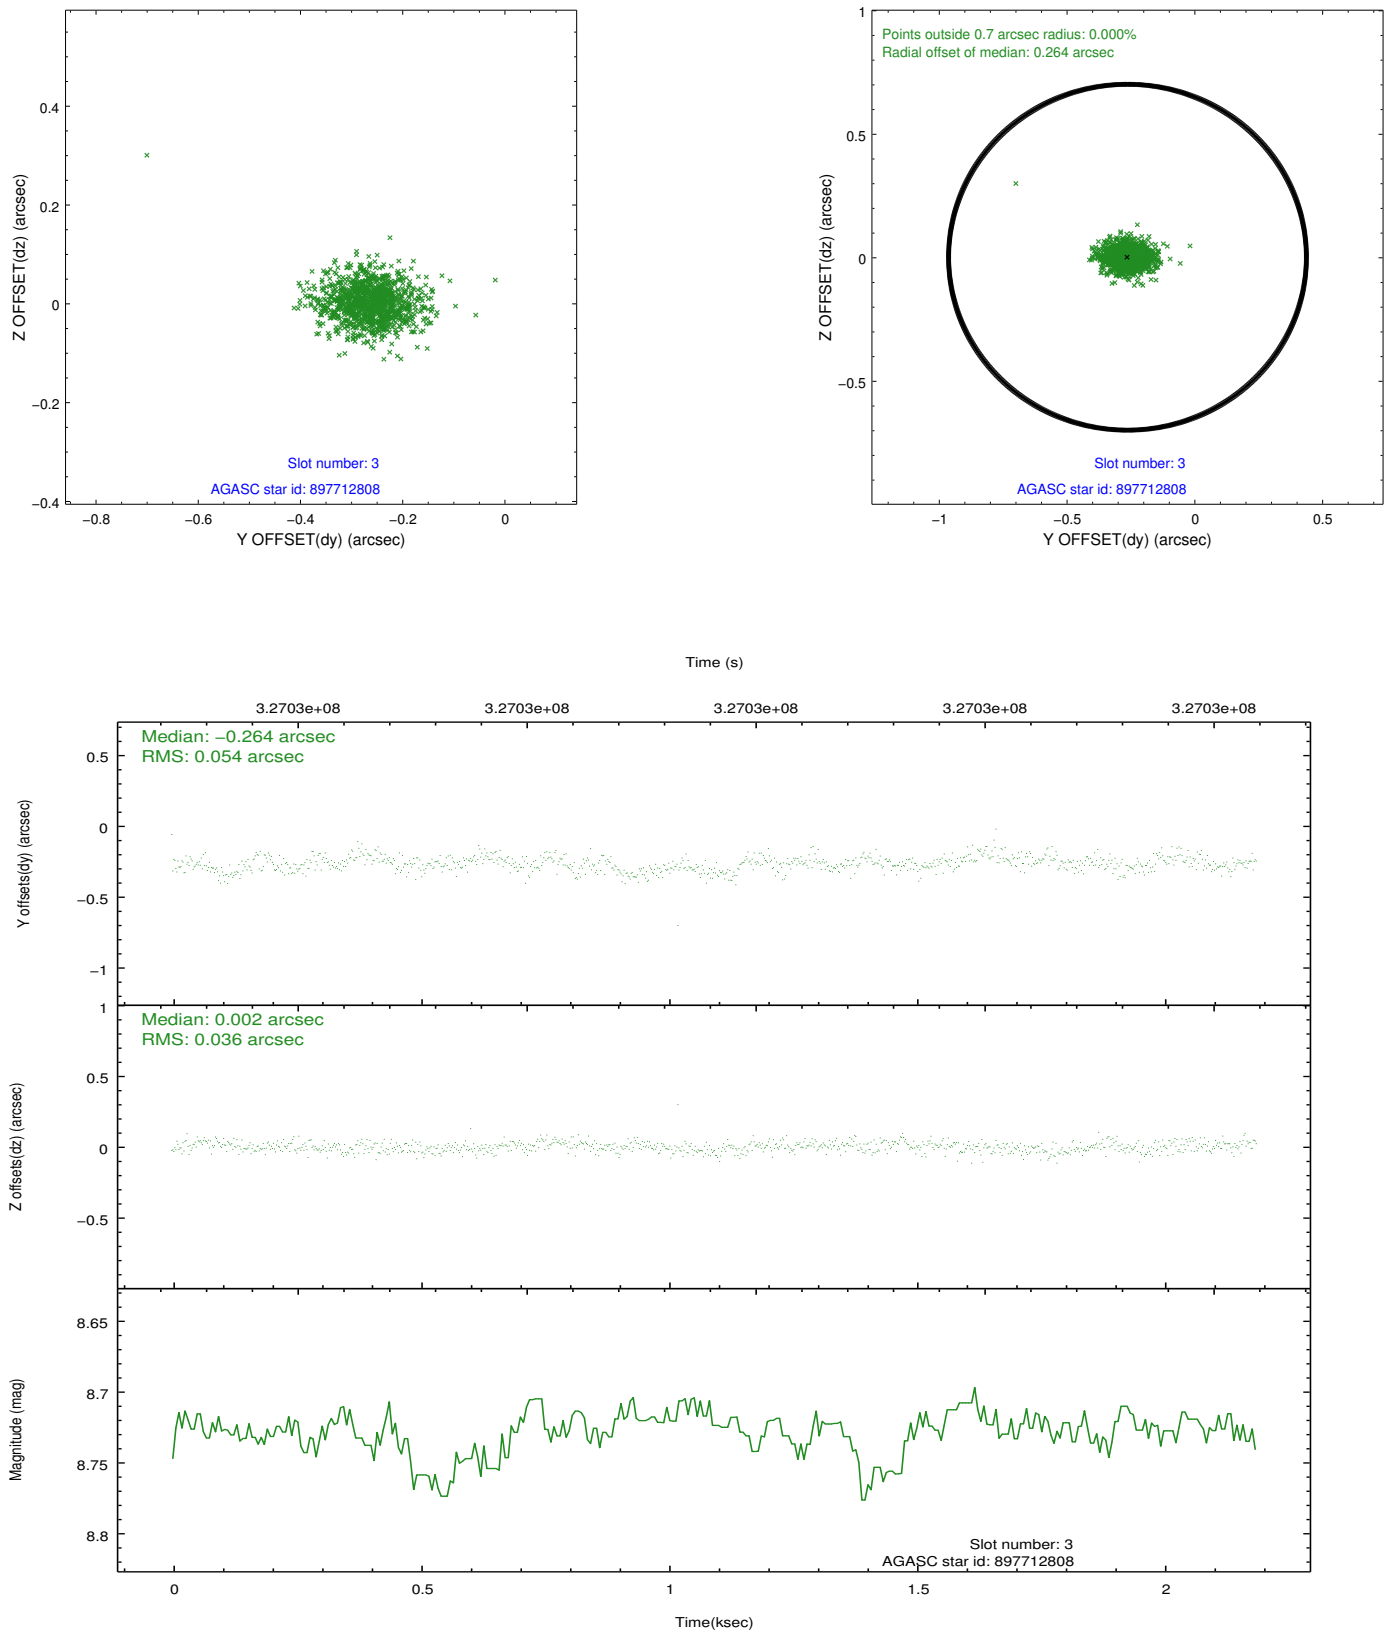 0.4
0.2
0
−0.2
−0.4
Z OFFSET(dz) (arcsec)
Slot number: 3
AGASC star id: 897712808
−0.8
−0.6
−0.4
−0.2
0
Y OFFSET(dy) (arcsec)
1
0.5
0
−0.5
Z OFFSET(dz) (arcsec)
Points outside 0.7 arcsec radius: 0.000%
Radial offset of median: 0.264 arcsec
Slot number: 3
AGASC star id: 897712808
−1
−0.5
0
0.5
Y OFFSET(dy) (arcsec)
Time (s)
3.2703e+08
3.2703e+08
3.2703e+08
3.2703e+08
3.2703e+08
Median: −0.264 arcsec
RMS: 0.054 arcsec
0.5
0
−0.5
−1
Y offsets(dy) (arcsec)
Median: 0.002 arcsec
RMS: 0.036 arcsec
1
0.5
0
−0.5
Z offsets(dz) (arcsec)
8.65
8.7
8.75
8.8
Magnitude (mag)
Slot number: 3
AGASC star id: 897712808
0
0.5
1
1.5
2
Time(ksec)